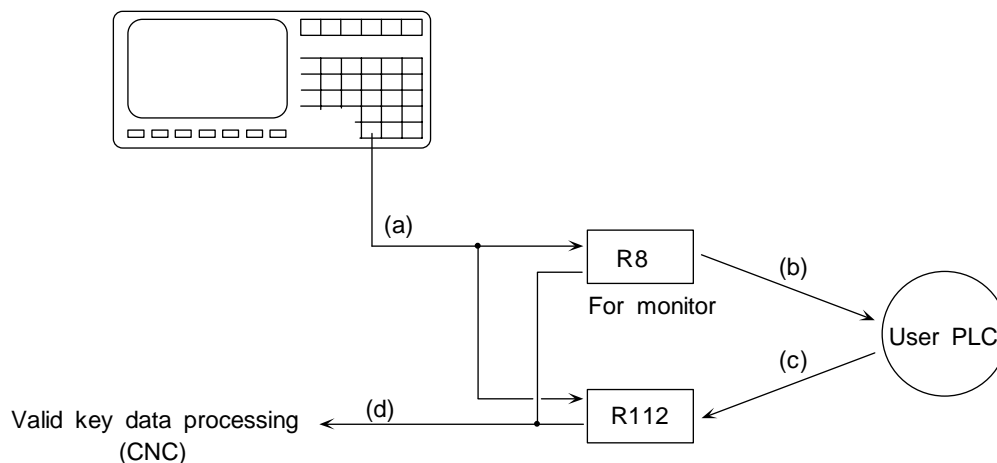 (a)
R8
(b)
For monitor
User PLC
(c)
R112
(d)
Valid key data processing
(CNC)